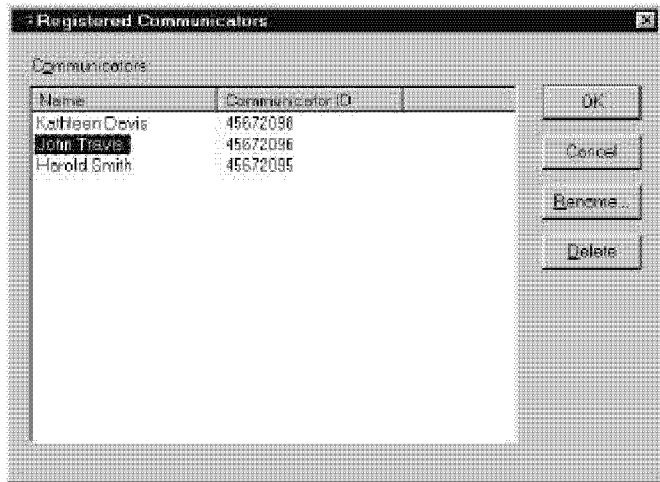 Registered Communicators
Communicators
Name Communicator ID
Kathleen Davis 45672098
John Travis 45672096
Harold Smith 45672095
OK
Cancel
Rename...
Delete